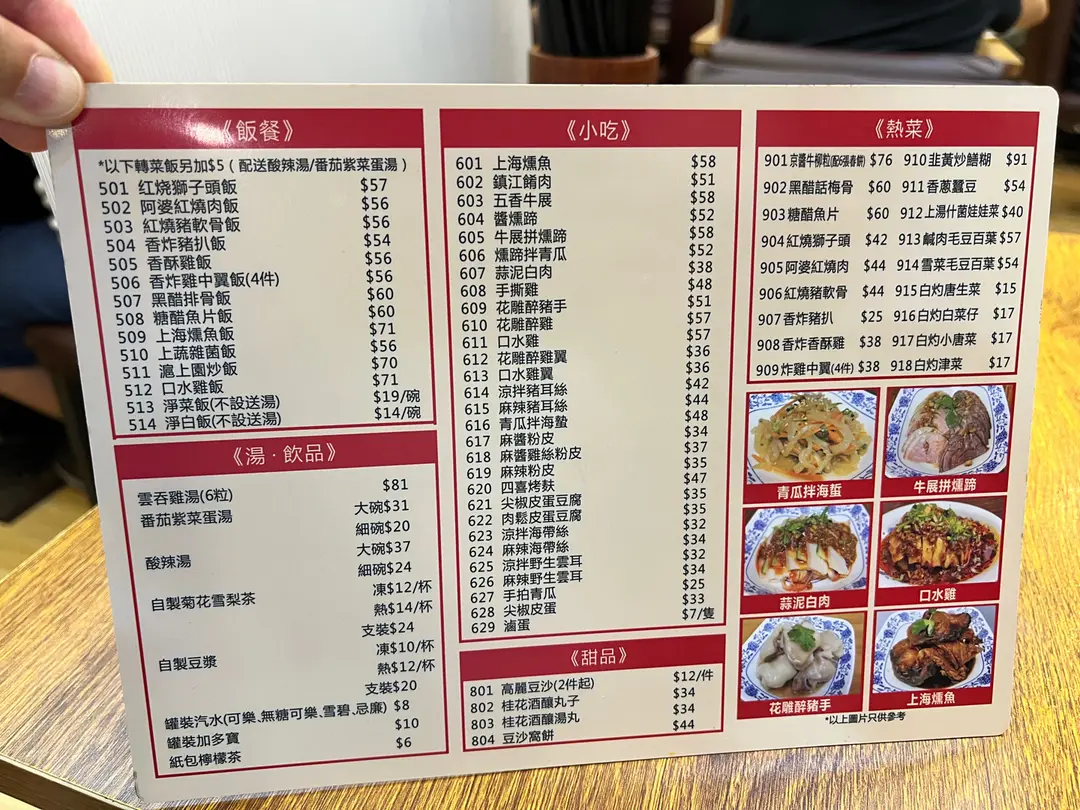 《飯餐》
*以下轉菜飯另加$5(配送酸辣湯/番茄紫菜蛋湯)
501 红烧獅子頭飯 $57
502 阿婆紅燒肉飯 $56
503 紅燒豬軟骨飯 $56
504 香炸豬扒飯 $54
505 香酥雞飯 $56
506 香炸雞中翼飯(4件) $56
507 黑醋排骨飯 $60
508 糖醋魚片飯 $60
509 上海燻魚飯 $71
510 上蔬雜菌飯 $56
511 滬上園炒飯 $70
512 口水雞飯 $71
513 淨菜飯(不設送湯) $19/碗
514 淨白飯(不設送湯) $14/碗
《湯·飲品》
雲吞雞湯(6粒) $81
番茄紫菜蛋湯 大碗$31
細碗$20
酸辣湯 大碗$37
細碗$24
自製菊花雪梨茶 凍$12/杯
熱$14/杯
支裝$24
自製豆漿 凍$10/杯
熱$12/杯
支裝$20
罐裝汽水(可樂、無糖可樂、雪碧、忌廉) $8
罐裝加多寶 $10
紙包檸檬茶 $6
《小吃》
601 上海燻魚 $58
602 鎮江餚肉 $51
603 五香牛展 $58
604 醬燻蹄 $52
605 牛展拼燻蹄 $58
606 燻蹄拌青瓜 $52
607 蒜泥白肉 $38
608 手撕雞 $48
609 花雕醉豬手 $51
610 花雕醉雞 $57
611 口水雞 $57
612 花雕醉雞翼 $36
613 口水雞翼 $36
614 涼拌豬耳絲 $42
615 麻辣豬耳絲 $44
616 青瓜拌海蜇 $48
617 麻醬粉皮 $34
618 麻醬雞絲粉皮 $37
619 麻辣粉皮 $35
620 四喜烤麩 $47
621 尖椒皮蛋豆腐 $35
622 肉鬆皮蛋豆腐 $35
623 涼拌海帶絲 $32
624 麻辣海帶絲 $34
625 涼拌野生雲耳 $32
626 麻辣野生雲耳 $34
627 手拍青瓜 $25
628 尖椒皮蛋 $33
629 滷蛋 $7/隻
《甜品》
801 高麗豆沙(2件起) $12/件
802 桂花酒釀丸子 $34
803 桂花酒釀湯丸 $34
804 豆沙窩餅 $44
《熱菜》
901 京醬牛柳粒(配6張春餅) $76 910 韭黃炒鱔糊 $91
902 黑醋話梅骨 $60 911 香蔥蠶豆 $54
903 糖醋魚片 $60 912 上湯什菌娃娃菜 $40
904 紅燒獅子頭 $42 913 鹹肉毛豆百葉 $57
905 阿婆紅燒肉 $44 914 雪菜毛豆百葉 $54
906 紅燒豬軟骨 $44 915 白灼唐生菜 $15
907 香炸豬扒 $25 916 白灼白菜仔 $17
908 香炸香酥雞 $38 917 白灼小唐菜 $17
909 炸雞中翼(4件) $38 918 白灼津菜 $17
青瓜拌海蜇 牛展拼燻蹄
蒜泥白肉 口水雞
花雕醉豬手 上海燻魚
*以上圖片只供參考